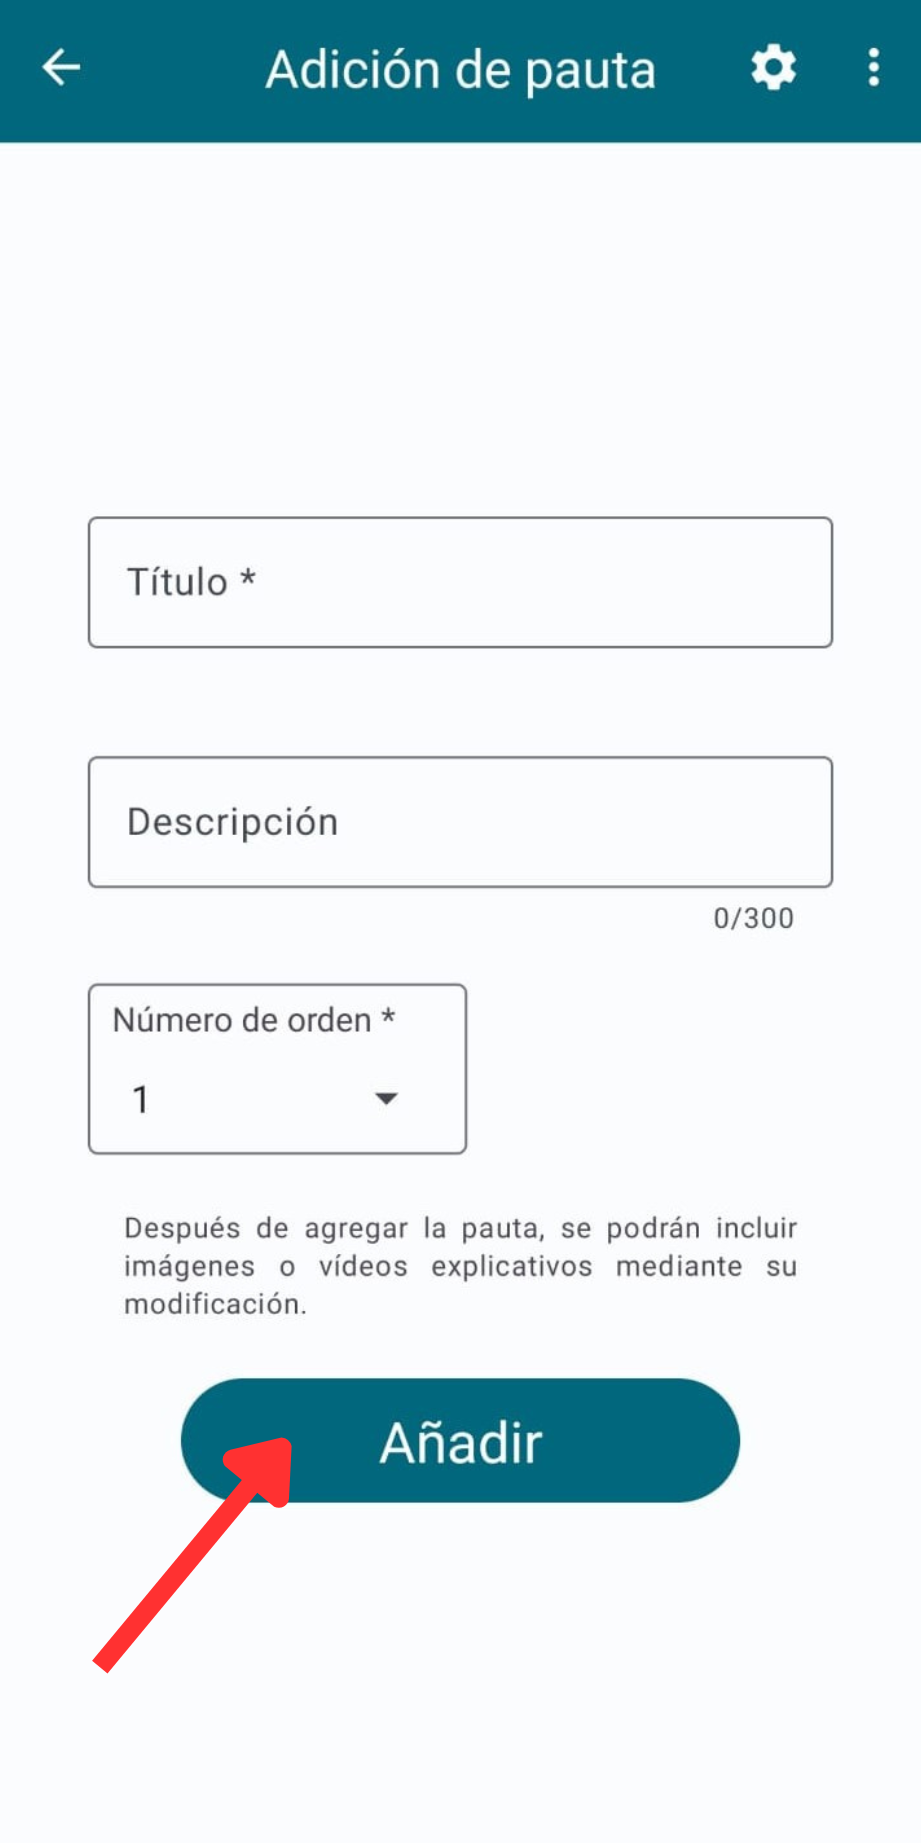 Adición de pauta
Título *
Descripción
0/300
Número de orden *
1
Después de agregar la pauta, se podrán incluir
imágenes o vídeos explicativos mediante su
modificación.
Añadir